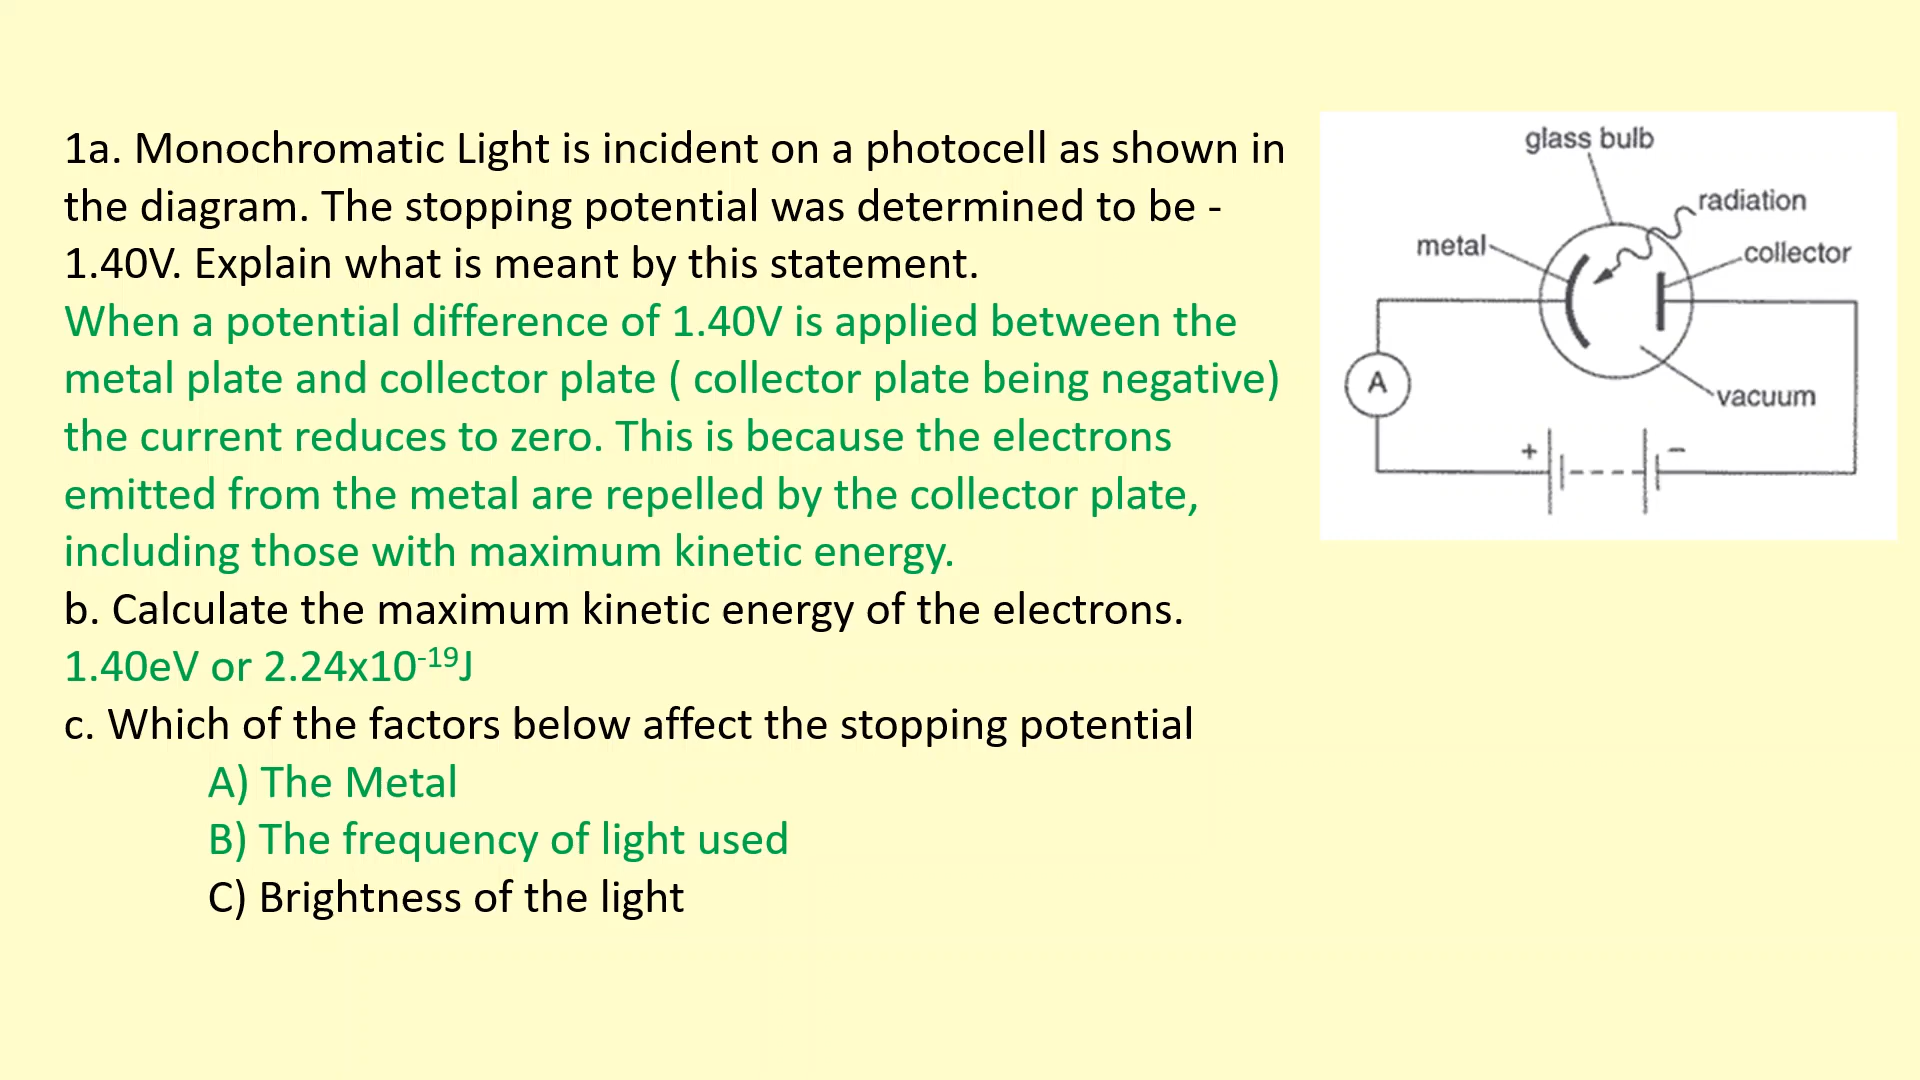 1a. Monochromatic Light is incident on a photocell as shown in
the diagram. The stopping potential was determined to be -
1.40V. Explain what is meant by this statement.
When a potential difference of 1.40V is applied between the
metal plate and collector plate ( collector plate being negative)
the current reduces to zero. This is because the electrons
emitted from the metal are repelled by the collector plate,
including those with maximum kinetic energy.
b. Calculate the maximum kinetic energy of the electrons.
1.40eV or 2.24x10⁻¹⁹J
c. Which of the factors below affect the stopping potential
A) The Metal
B) The frequency of light used
C) Brightness of the light
glass bulb
radiation
metal
collector
A
vacuum
+ −